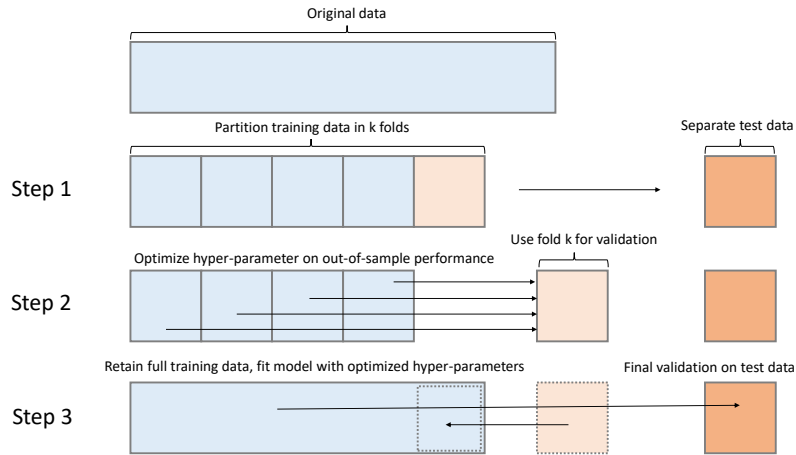 Original data
Partition training data in k folds
Separate test data
Step 1
Use fold k for validation
Optimize hyper-parameter on out-of-sample performance
Step 2
Retain full training data, fit model with optimized hyper-parameters
Final validation on test data
Step 3